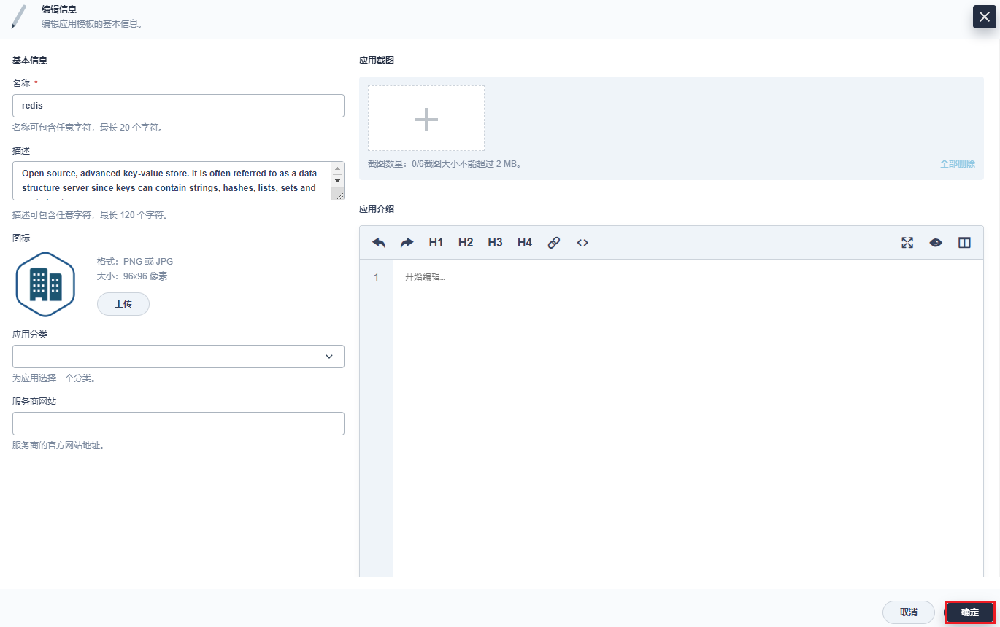 编辑信息
编辑应用模板的基本信息。
基本信息
名称 *
redis
名称可包含任意字符，最长 20 个字符。
描述
Open source, advanced key-value store. It is often referred to as a data
structure server since keys can contain strings, hashes, lists, sets and
描述可包含任意字符，最长 120 个字符。
图标
格式：PNG 或 JPG
大小：96x96 像素
上传
应用分类
为应用选择一个分类。
服务商网站
服务商的官方网站地址。
应用截图
截图数量：0/6截图大小不能超过 2 MB。
全部删除
应用介绍
H1 H2 H3 H4
1
开始编辑...
取消
确定